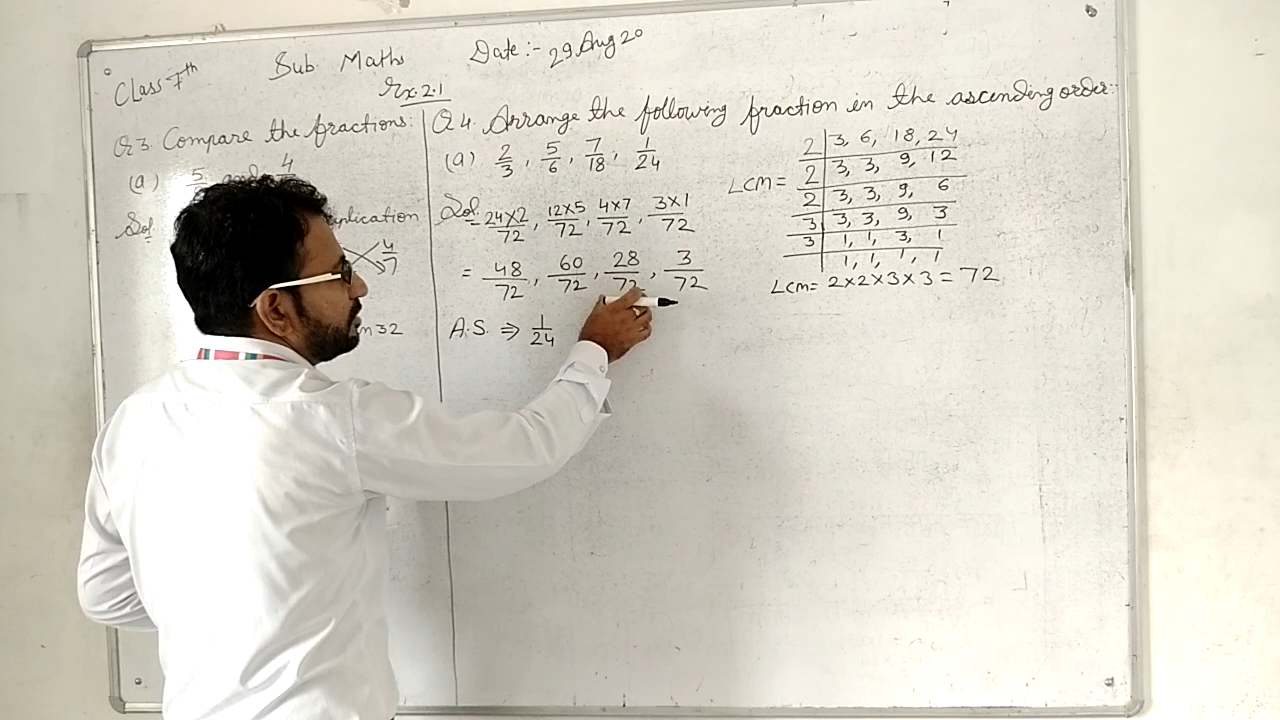 Class 7th Sub Maths Date :- 29 Aug 20
Ex. 2.1
Q 3. Compare the fractions:
(a) 5/ and 4/
Sol.
4/7
32
Q 4. Arrange the following fraction in the ascending order:
(a) 2/3, 5/6, 7/18, 1/24
Sol. = 24×2/72, 12×5/72, 4×7/72, 3×1/72
= 48/72, 60/72, 28/72, 3/72
A.S. ⇒ 1/24
LCM =
2 | 3, 6, 18, 24
2 | 3, 3, 9, 12
2 | 3, 3, 9, 6
3 | 3, 3, 9, 3
3 | 1, 1, 3, 1
1, 1, 1, 1
LCM = 2×2×3×3 = 72